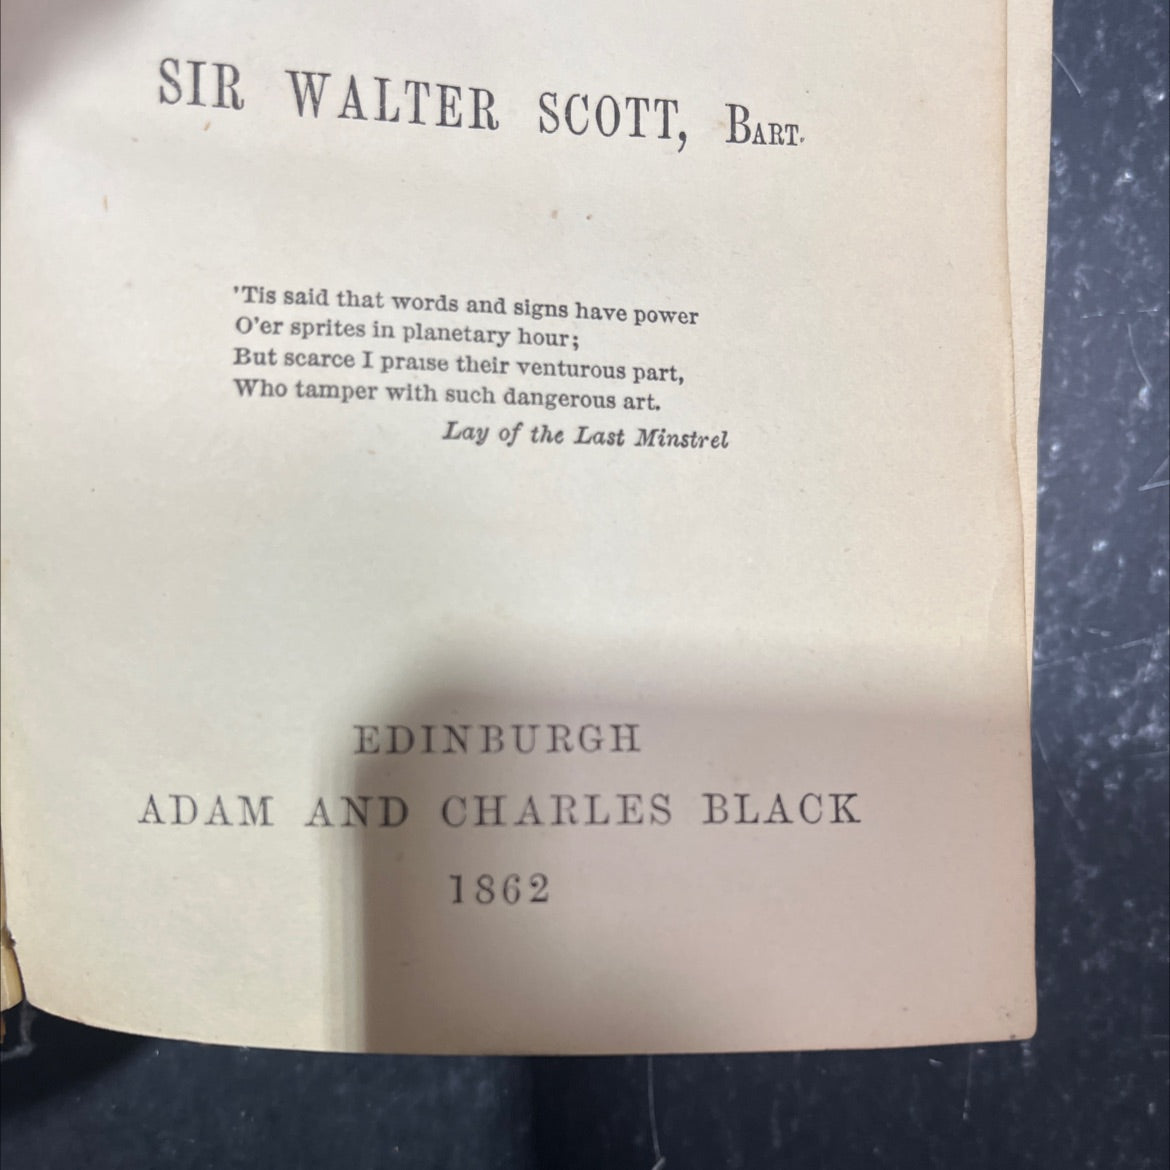 SIR WALTER SCOTT, BART.
'Tis said that words and signs have power
O'er sprites in planetary hour;
But scarce I praise their venturous part,
Who tamper with such dangerous art.
Lay of the Last Minstrel
EDINBURGH
ADAM AND CHARLES BLACK
1862